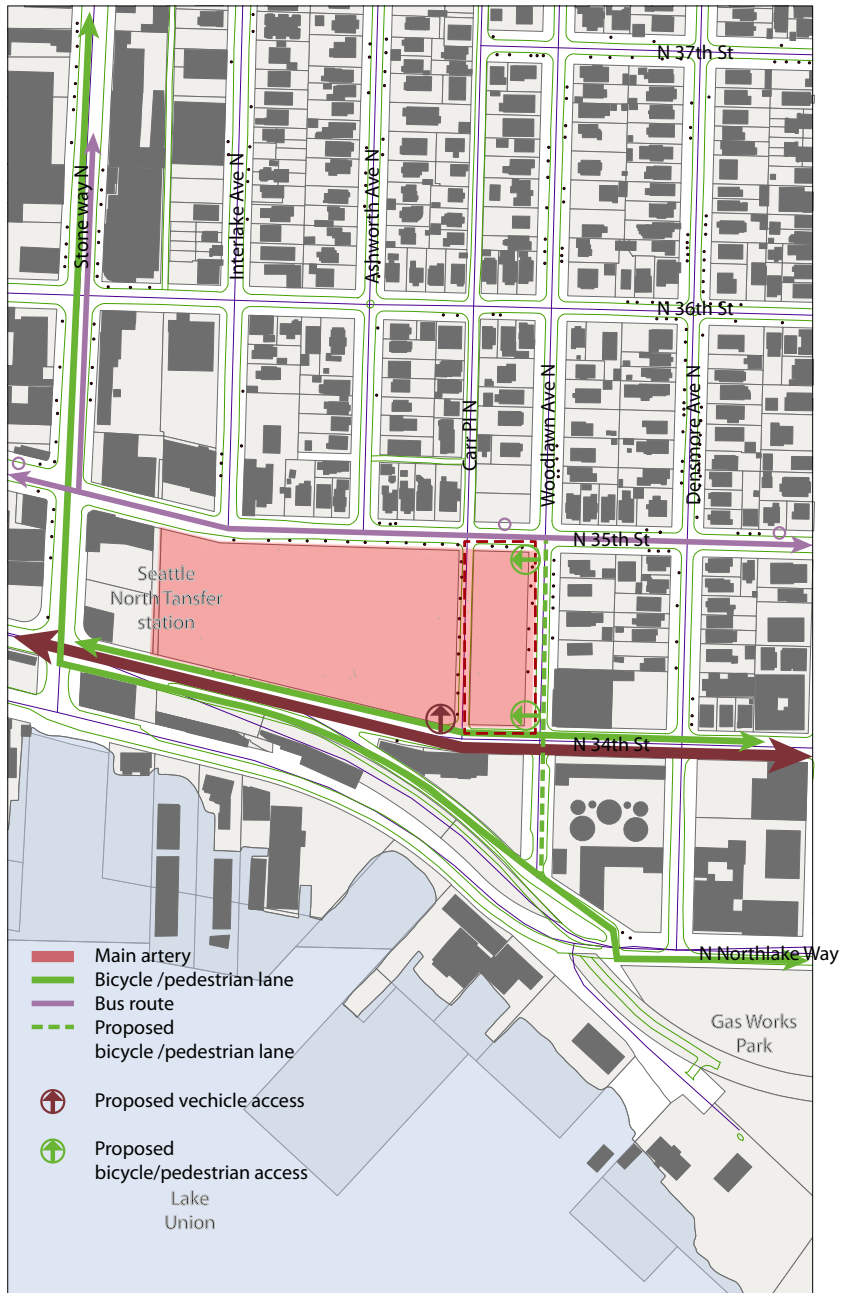 N 37th St
Stone way N
Interlake Ave N
Ashworth Ave N
N 36th St
Carr Pl N
Woodlawn Ave N
Densmore Ave N
N 35th St
Seattle
North Tansfer
station
N 34th St
Main artery
Bicycle /pedestrian lane
Bus route
Proposed
bicycle /pedestrian lane
N Northlake Way
Gas Works
Park
Proposed vechicle access
Proposed
bicycle/pedestrian access
Lake
Union